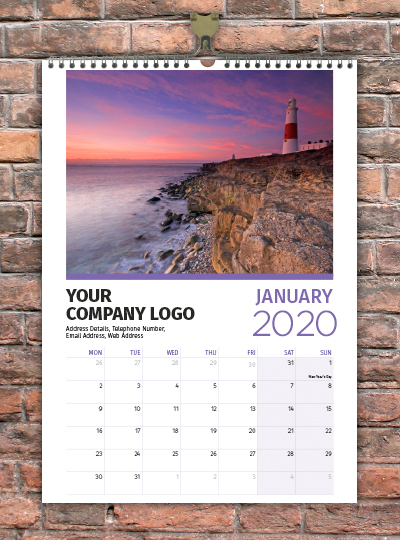 YOUR
COMPANY LOGO
Address Details, Telephone Number,
Email Address, Web Address
JANUARY
2020
MON TUE WED THU FRI SAT SUN
26 27 28 29 30 31 1
New Year's Day
2 3 4 5 6 7 8
9 10 11 12 13 14 15
16 17 18 19 20 21 22
23 24 25 26 27 28 29
30 31 1 2 3 4 5